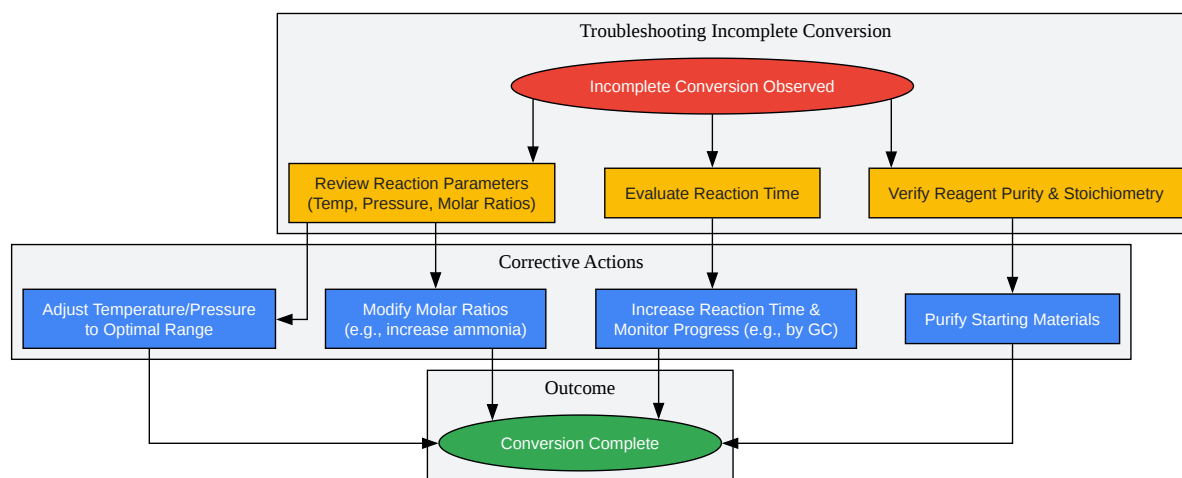 Troubleshooting Incomplete Conversion
Incomplete Conversion Observed
Review Reaction Parameters
(Temp, Pressure, Molar Ratios)
Evaluate Reaction Time
Verify Reagent Purity & Stoichiometry
Corrective Actions
Adjust Temperature/Pressure
to Optimal Range
Modify Molar Ratios
(e.g., increase ammonia)
Increase Reaction Time &
Monitor Progress (e.g., by GC)
Purify Starting Materials
Outcome
Conversion Complete